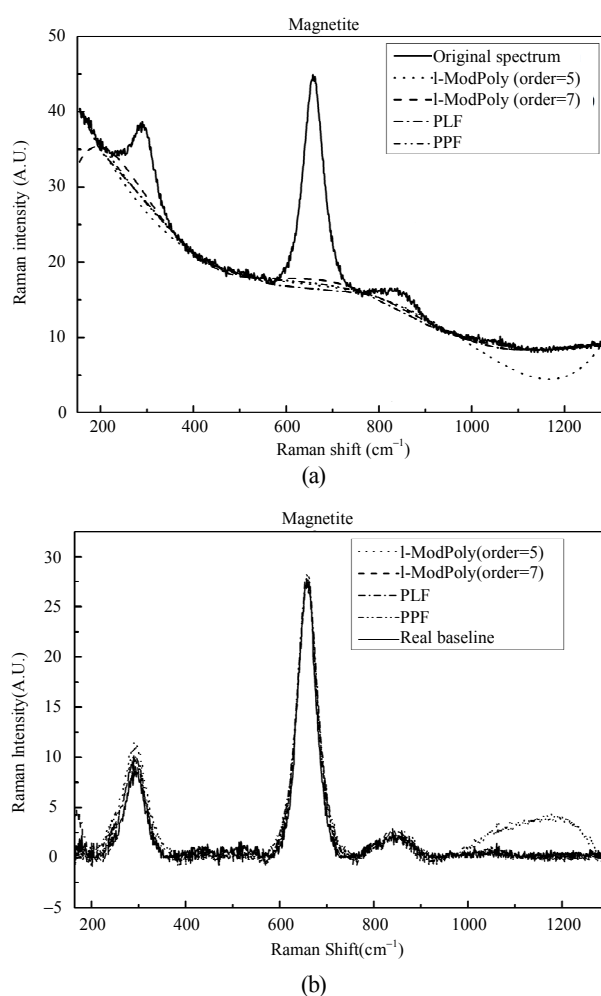 Magnetite
50
40
30
20
10
0
Raman intensity (A.U.)
Original spectrum
l-ModPoly (order=5)
l-ModPoly (order=7)
PLF
PPF
200 400 600 800 1000 1200
Raman shift (cm⁻¹)
(a)
Magnetite
30
25
20
15
10
5
0
–5
Raman Intensity(A.U.)
l-ModPoly(order=5)
l-ModPoly(order=7)
PLF
PPF
Real baseline
200 400 600 800 1000 1200
Raman Shift(cm⁻¹)
(b)